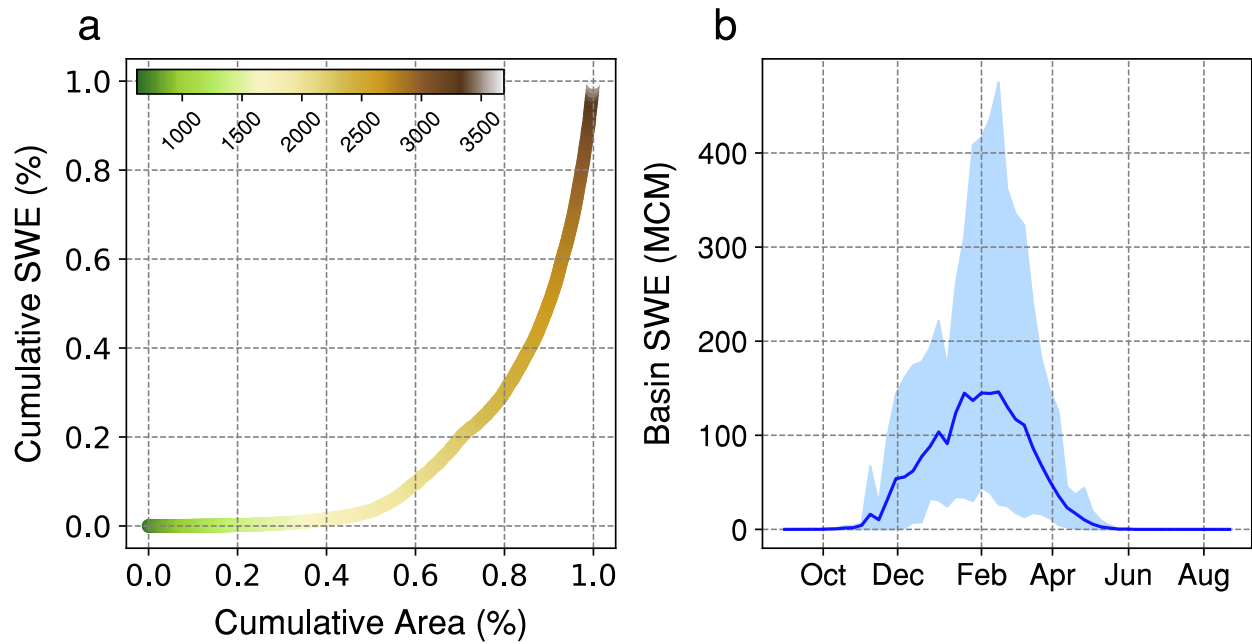 a
Cumulative SWE (%)
1.0
0.8
0.6
0.4
0.2
0.0
1000 1500 2000 2500 3000 3500
0.0 0.2 0.4 0.6 0.8 1.0
Cumulative Area (%)
b
Basin SWE (MCM)
400
300
200
100
0
Oct Dec Feb Apr Jun Aug